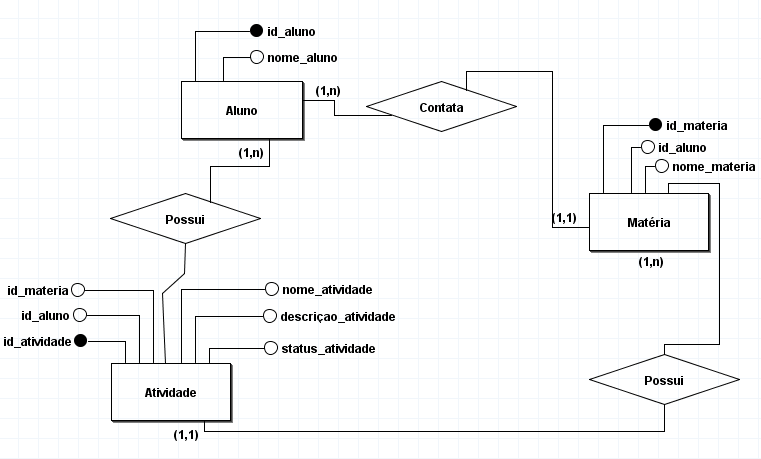 id_aluno
nome_aluno
Aluno
(1,n)
Contata
(1,n)
id_materia
id_aluno
nome_materia
Matéria
(1,1)
(1,n)
Possui
id_materia
id_aluno
id_atividade
nome_atividade
descriçao_atividade
status_atividade
Atividade
(1,1)
Possui